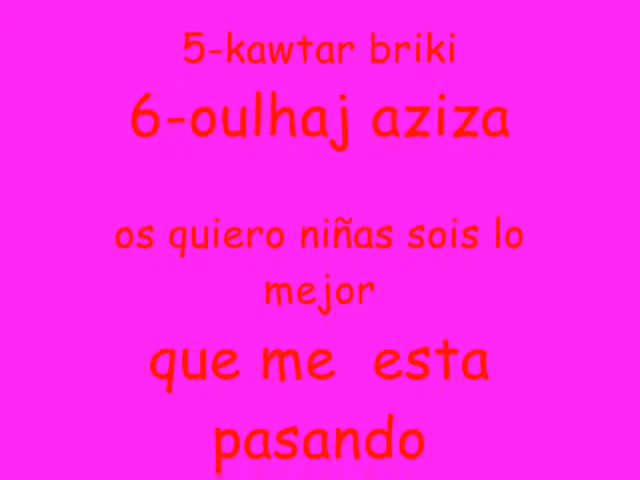 5-kawtar briki
6-oulhaj aziza
os quiero niñas sois lo
mejor
que me esta
pasando